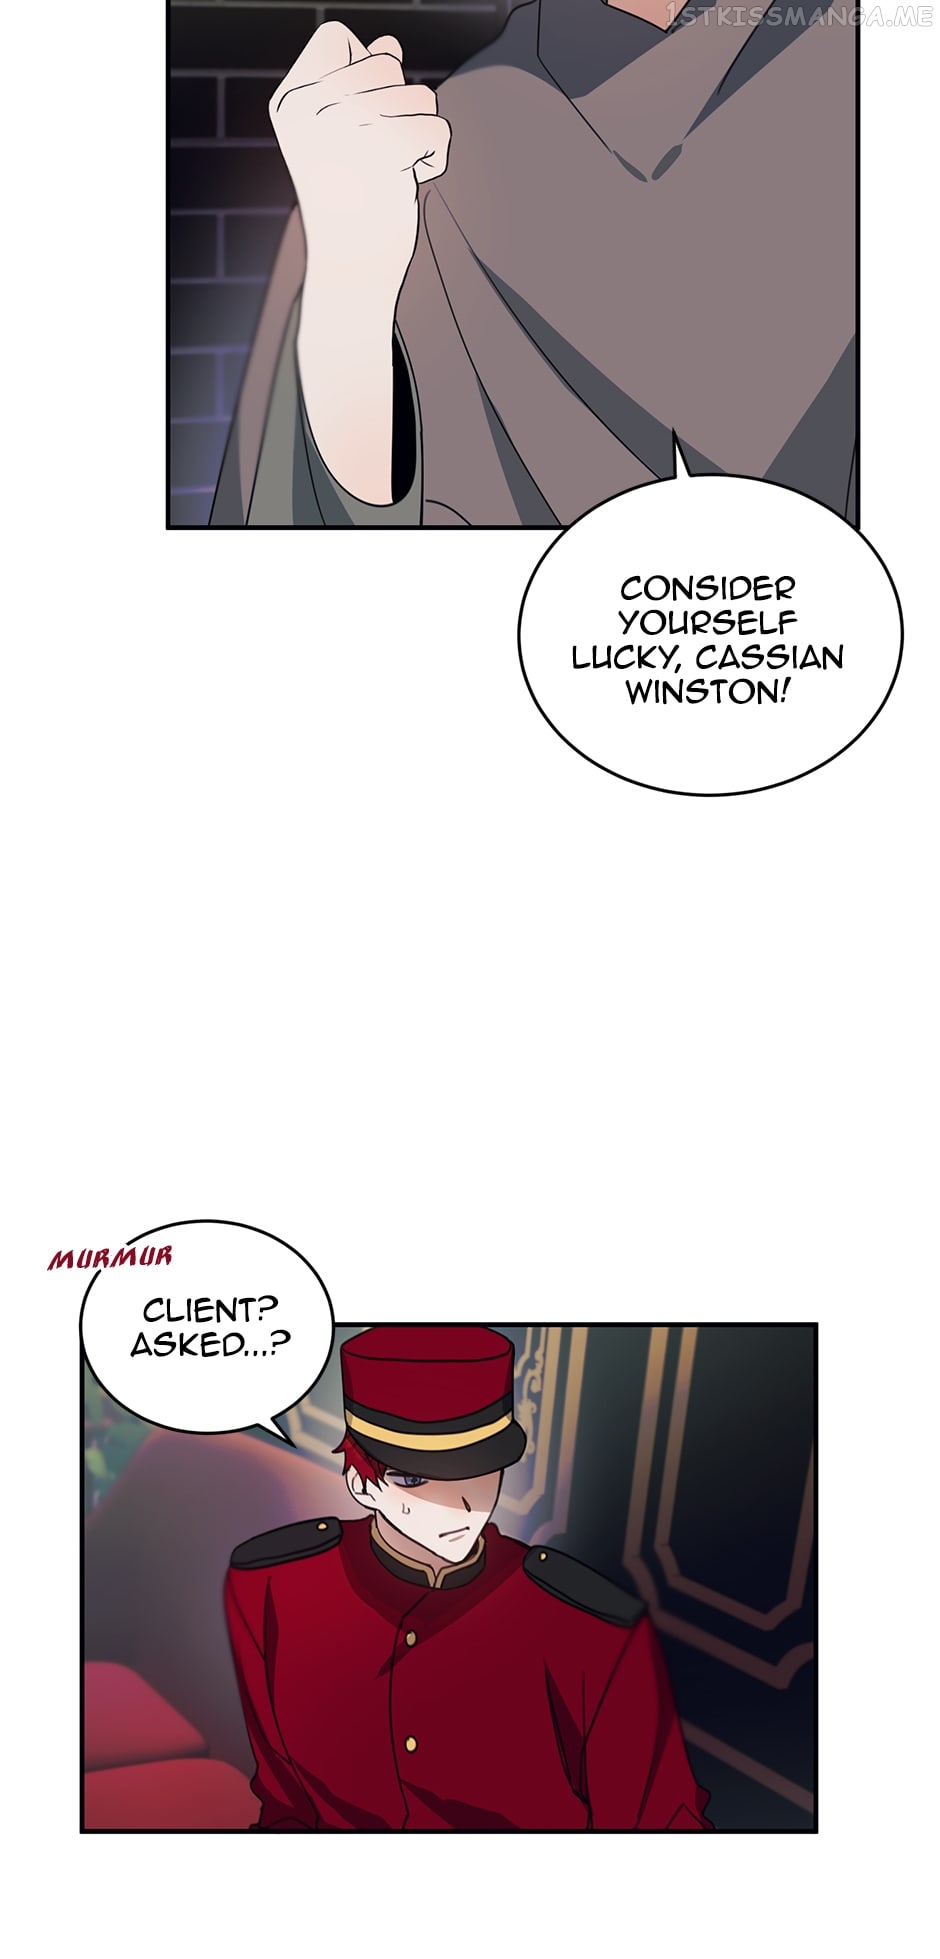 1STKISSMANGA.ME
CONSIDER
YOURSELF
LUCKY, CASSIAN
WINSTON!
MURMUR
CLIENT?
ASKED...?